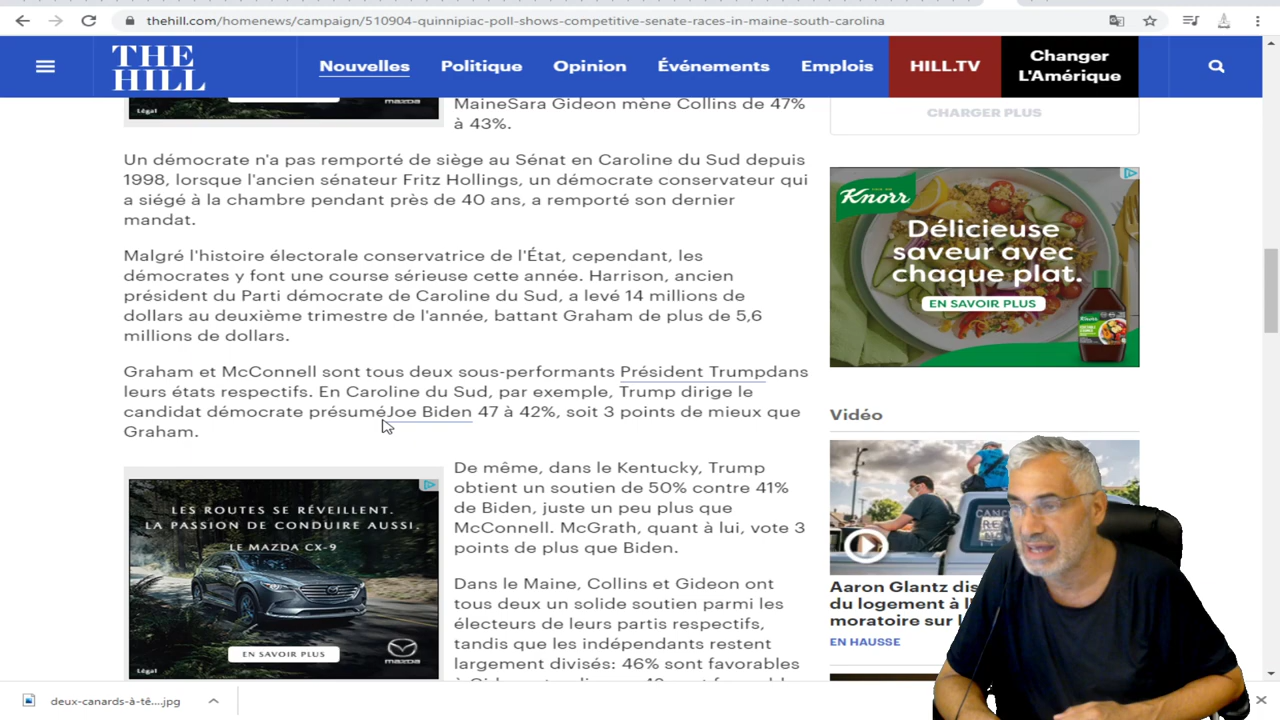 thehill.com/homenews/campaign/510904-quinnipiac-poll-shows-competitive-senate-races-in-maine-south-carolina
THE
HILL
Nouvelles
Politique
Opinion
Événements
Emplois
HILL.TV
Changer
L'Amérique
Légal
mazda
MaineSara Gideon mène Collins de 47%
à 43%.
Un démocrate n'a pas remporté de siège au Sénat en Caroline du Sud depuis
1998, lorsque l'ancien sénateur Fritz Hollings, un démocrate conservateur qui
a siégé à la chambre pendant près de 40 ans, a remporté son dernier
mandat.
Malgré l'histoire électorale conservatrice de l'État, cependant, les
démocrates y font une course sérieuse cette année. Harrison, ancien
président du Parti démocrate de Caroline du Sud, a levé 14 millions de
dollars au deuxième trimestre de l'année, battant Graham de plus de 5,6
millions de dollars.
Graham et McConnell sont tous deux sous-performants Président Trumpdans
leurs états respectifs. En Caroline du Sud, par exemple, Trump dirige le
candidat démocrate présuméJoe Biden 47 à 42%, soit 3 points de mieux que
Graham.
LES ROUTES SE RÉVEILLENT.
LA PASSION DE CONDUIRE AUSSI.
LE MAZDA CX-9
EN SAVOIR PLUS
mazda
Légal
De même, dans le Kentucky, Trump
obtient un soutien de 50% contre 41%
de Biden, juste un peu plus que
McConnell. McGrath, quant à lui, vote 3
points de plus que Biden.
Dans le Maine, Collins et Gideon ont
tous deux un solide soutien parmi les
électeurs de leurs partis respectifs,
tandis que les indépendants restent
largement divisés: 46% sont favorables
CHARGER PLUS
Knorr
Délicieuse
saveur avec
chaque plat.
EN SAVOIR PLUS
Knorr
Vidéo
Aaron Glantz dis
du logement à l
moratoire sur l
EN HAUSSE
deux-canards-à-tê....jpg